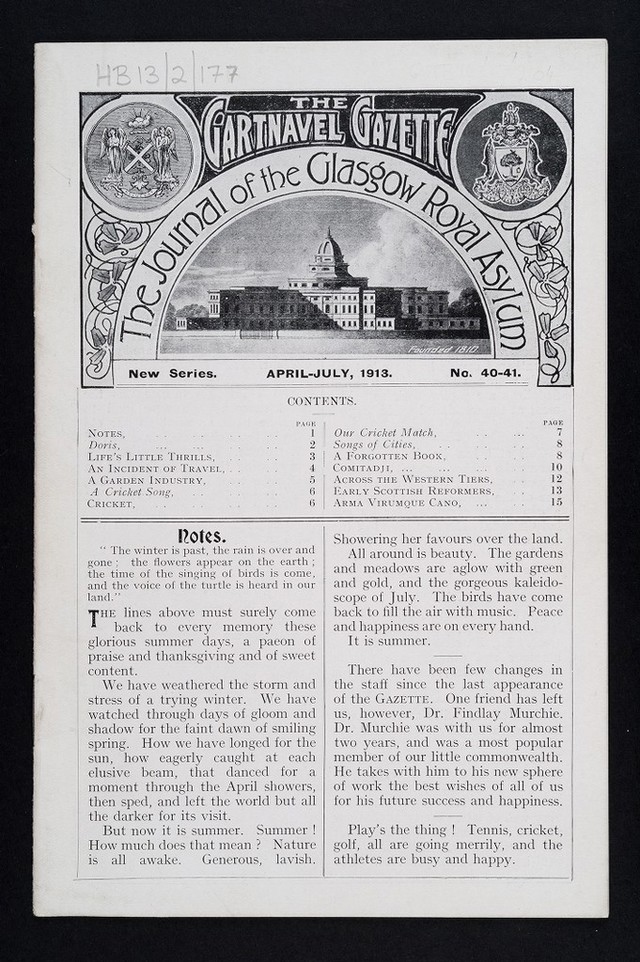 HB13/2/177
THE
GARTNAVEL GAZETTE
The Journal of the Glasgow Royal Asylum
Founded 1810.
New Series. APRIL-JULY, 1913. No. 40-41.
CONTENTS.
PAGE
NOTES, 1
Doris, 2
LIFE'S LITTLE THRILLS, 3
AN INCIDENT OF TRAVEL, 4
A GARDEN INDUSTRY, 5
A Cricket Song, 6
CRICKET, 6
PAGE
Our Cricket Match, 7
Songs of Cities, 8
A FORGOTTEN BOOK, 8
COMITADJI, 10
ACROSS THE WESTERN TIERS, 12
EARLY SCOTTISH REFORMERS, 13
ARMA VIRUMQUE CANO, 15
Notes.
" The winter is past, the rain is over and
gone ; the flowers appear on the earth ;
the time of the singing of birds is come,
and the voice of the turtle is heard in our
land."
THE lines above must surely come
back to every memory these
glorious summer days, a paeon of
praise and thanksgiving and of sweet
content.
We have weathered the storm and
stress of a trying winter. We have
watched through days of gloom and
shadow for the faint dawn of smiling
spring. How we have longed for the
sun, how eagerly caught at each
elusive beam, that danced for a
moment through the April showers,
then sped, and left the world but all
the darker for its visit.
But now it is summer. Summer !
How much does that mean ? Nature
is all awake. Generous, lavish.
Showering her favours over the land.
All around is beauty. The gardens
and meadows are aglow with green
and gold, and the gorgeous kaleido-
scope of July. The birds have come
back to fill the air with music. Peace
and happiness are on every hand.
It is summer.
There have been few changes in
the staff since the last appearance
of the GAZETTE. One friend has left
us, however, Dr. Findlay Murchie.
Dr. Murchie was with us for almost
two years, and was a most popular
member of our little commonwealth.
He takes with him to his new sphere
of work the best wishes of all of us
for his future success and happiness.
Play's the thing ! Tennis, cricket,
golf, all are going merrily, and the
athletes are busy and happy.